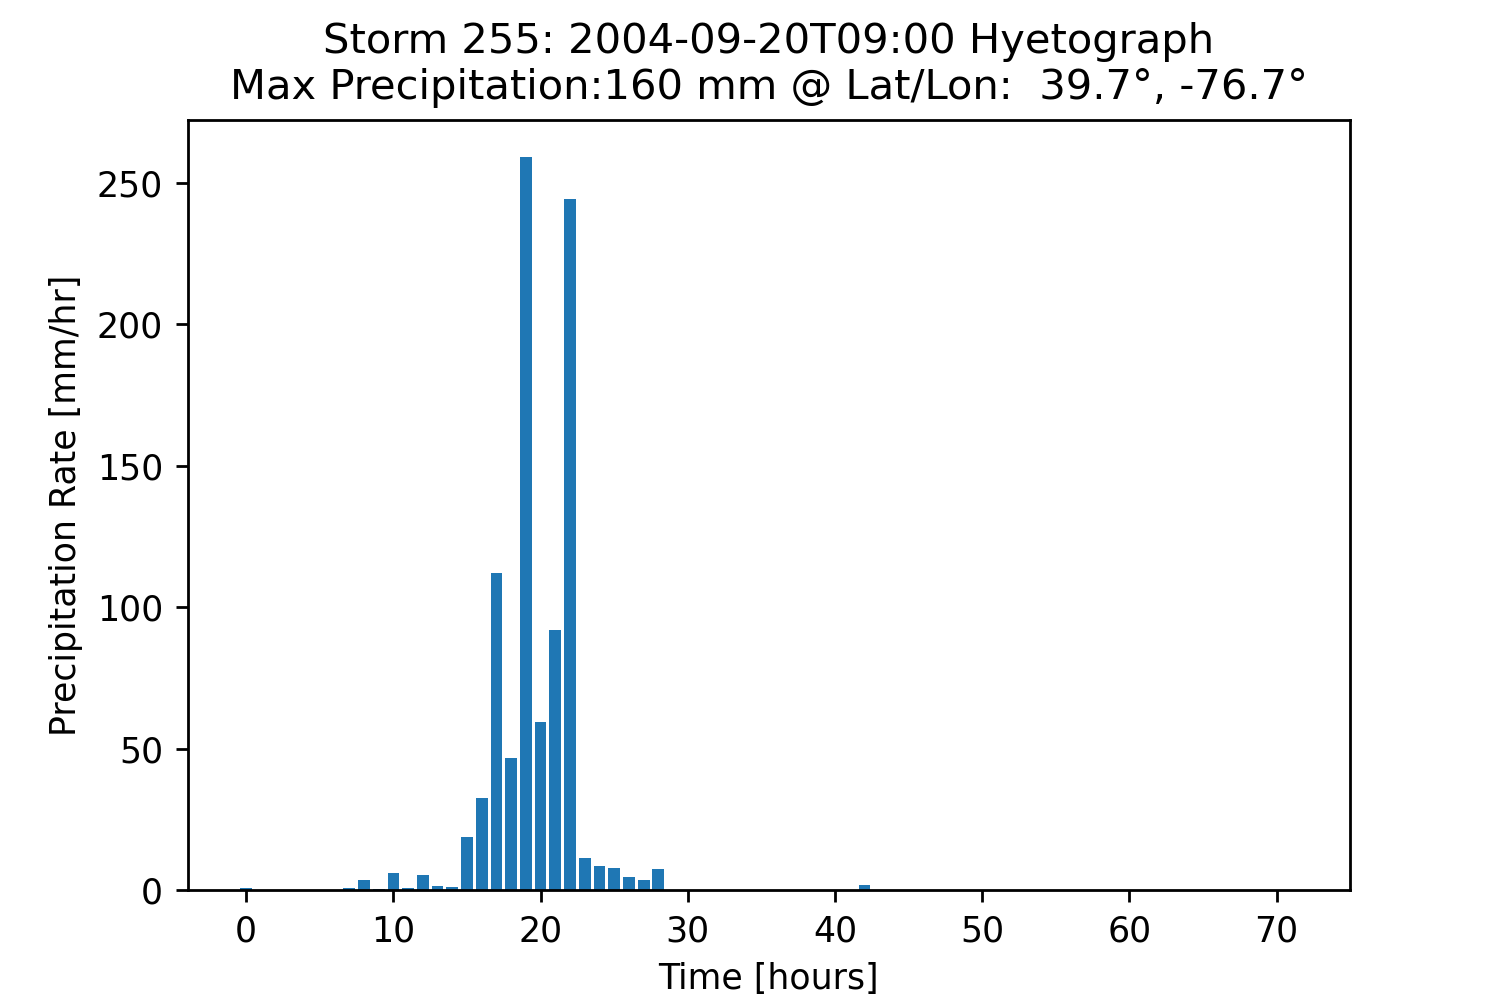 Storm 255: 2004-09-20T09:00 Hyetograph
Max Precipitation:160 mm @ Lat/Lon:  39.7°, -76.7°
250
200
150
100
50
0
Precipitation Rate [mm/hr]
0 10 20 30 40 50 60 70
Time [hours]